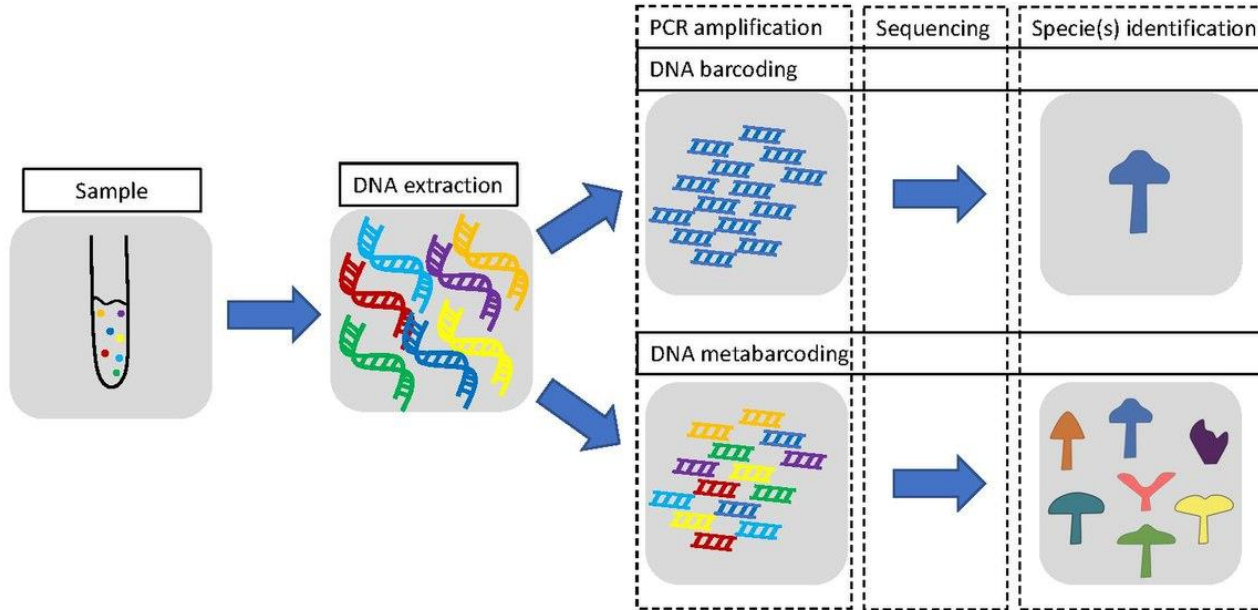 PCR amplification
Sequencing
Specie(s) identification
DNA barcoding
Sample
DNA extraction
DNA metabarcoding